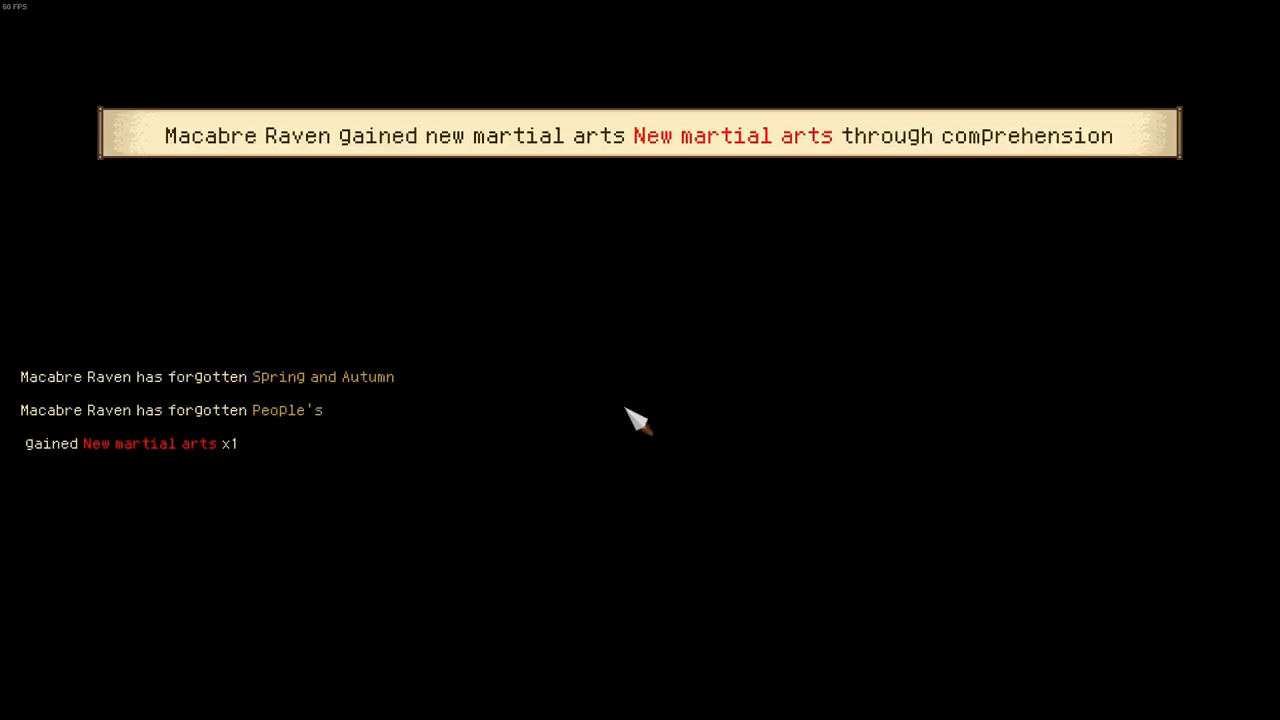 60 FPS
Macabre Raven gained new martial arts New martial arts through comprehension
Macabre Raven has forgotten Spring and Autumn
Macabre Raven has forgotten People's
gained New martial arts x1